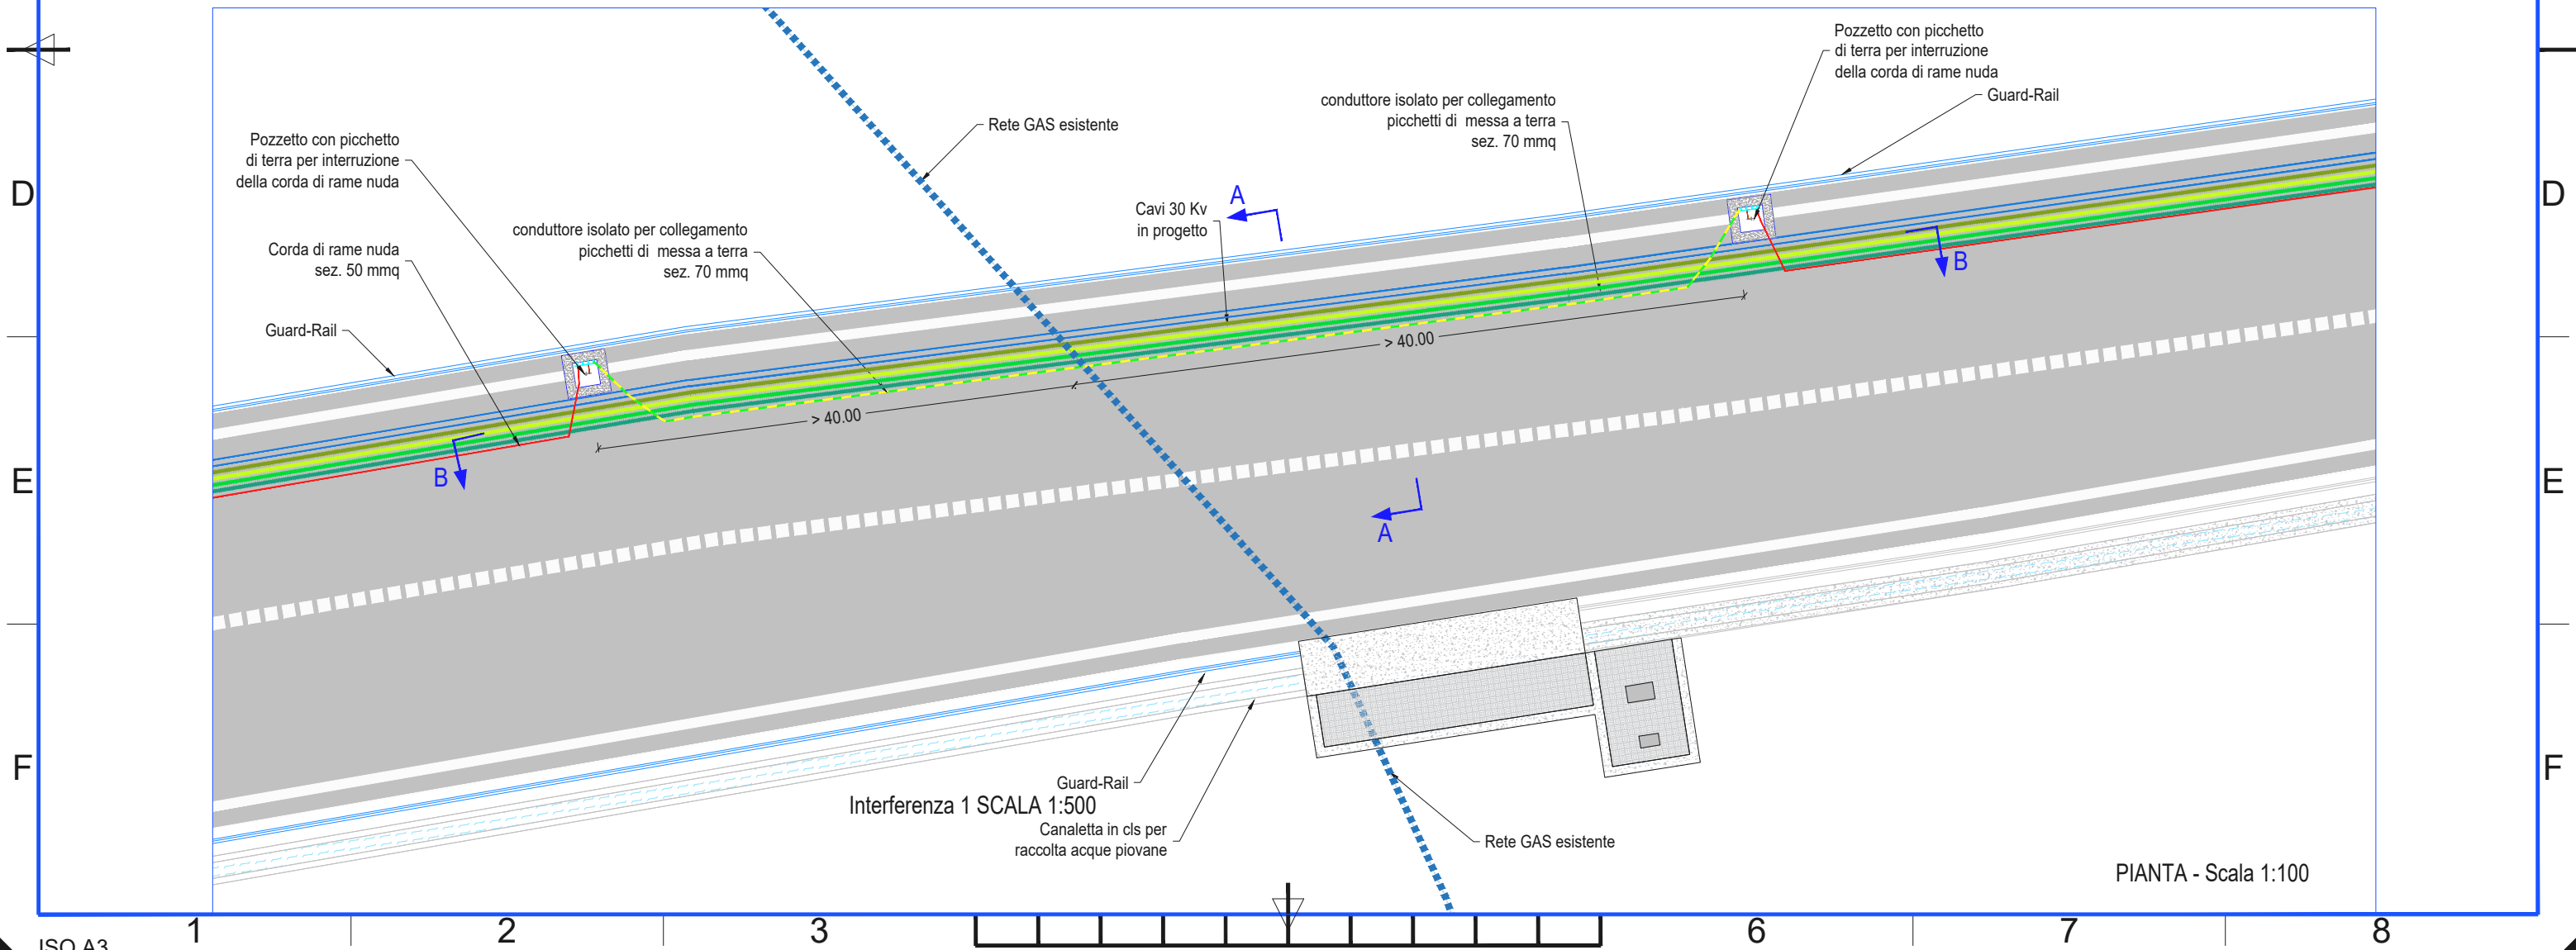 Pozzetto con picchetto
di terra per interruzione
della corda di rame nuda
Guard-Rail
conduttore isolato per collegamento
picchetti di messa a terra
sez. 70 mmq
Rete GAS esistente
Pozzetto con picchetto
di terra per interruzione
della corda di rame nuda
D
D
A
Cavi 30 Kv
in progetto
conduttore isolato per collegamento
picchetti di messa a terra
sez. 70 mmq
Corda di rame nuda
sez. 50 mmq
B
Guard-Rail
> 40.00
> 40.00
B
E
E
A
F
F
Guard-Rail
Interferenza 1 SCALA 1:500
Canaletta in cls per
raccolta acque piovane
Rete GAS esistente
PIANTA - Scala 1:100
1
2
3
6
7
8
ISO A3